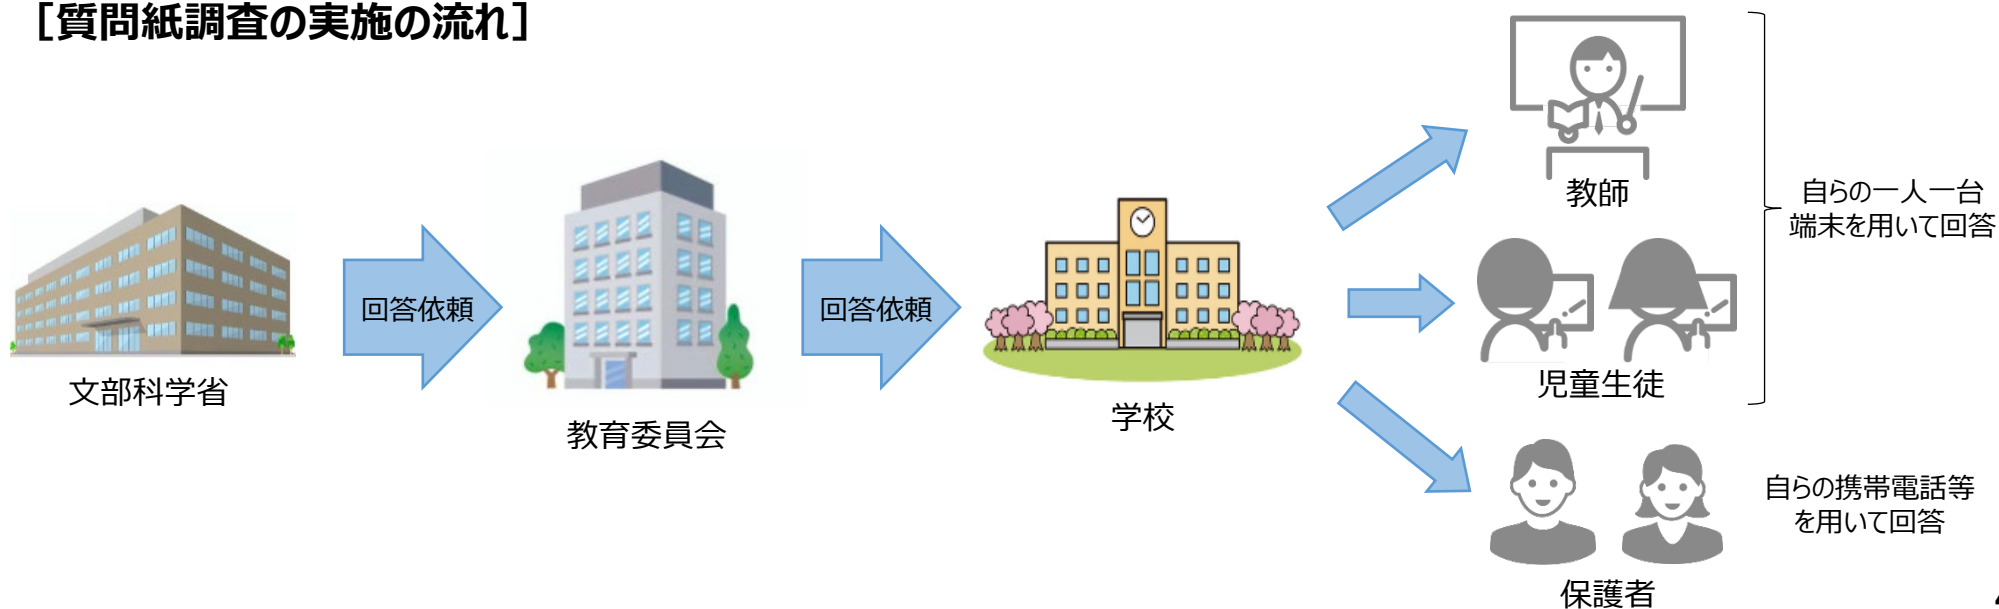 ［質問紙調査の実施の流れ］
文部科学省
回答依頼
教育委員会
回答依頼
学校
教師
児童生徒
自らの一人一台
端末を用いて回答
保護者
自らの携帯電話等
を用いて回答